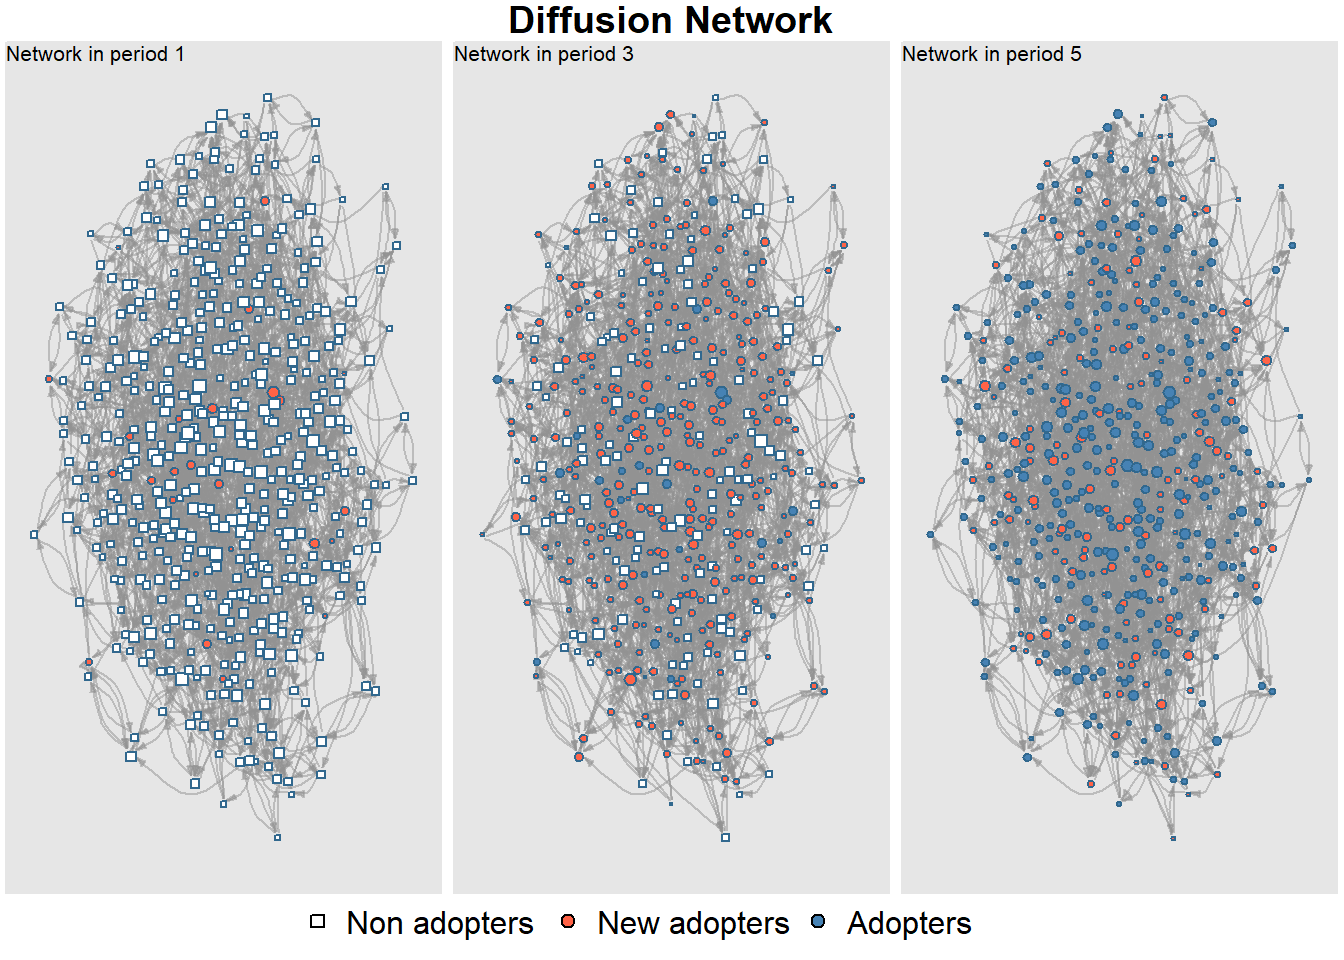 Diffusion Network
Network in period 1
Network in period 3
Network in period 5
Non adopters
New adopters
Adopters